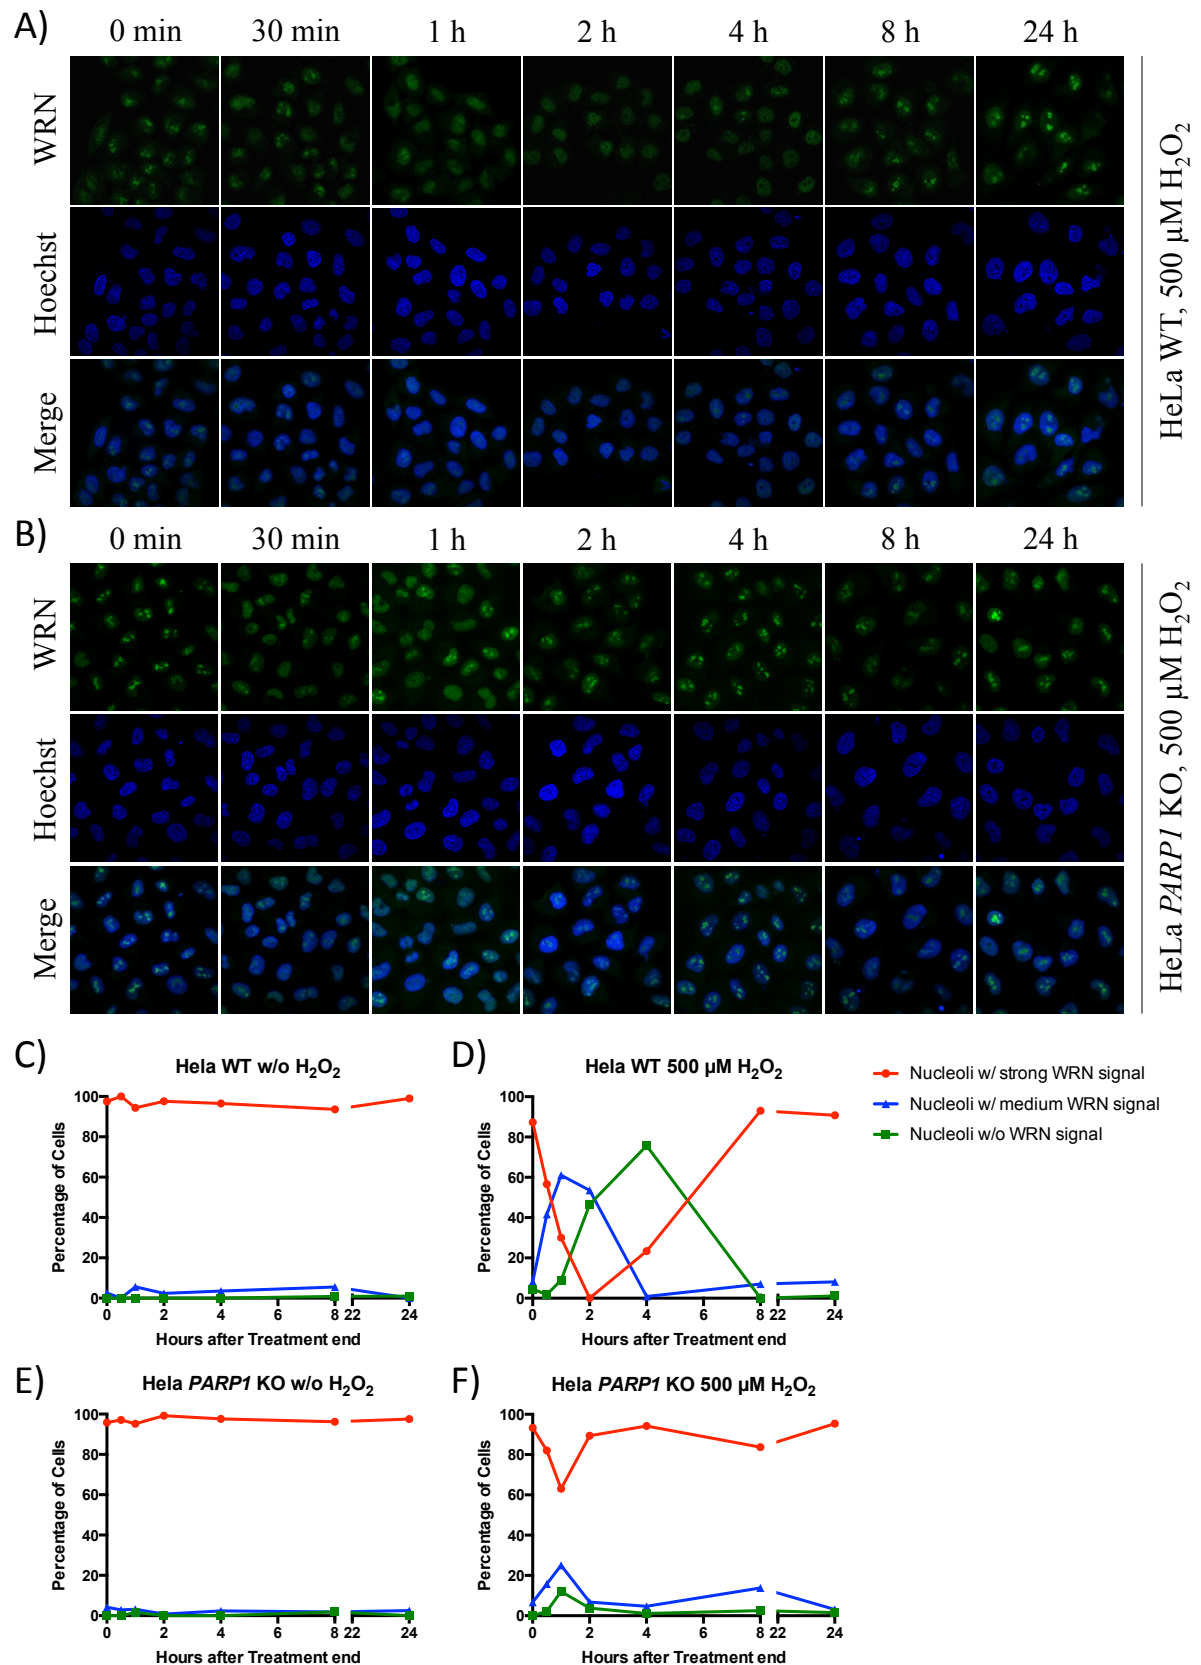 A)
0 min 30 min 1 h 2 h 4 h 8 h 24 h
WRN
Hoechst
Merge
HeLa WT, 500 µM H₂O₂
B)
0 min 30 min 1 h 2 h 4 h 8 h 24 h
WRN
Hoechst
Merge
HeLa PARP1 KO, 500 µM H₂O₂
C)
Hela WT w/o H₂O₂
Percentage of Cells
100
80
60
40
20
0
0 2 4 6 8 22 24
Hours after Treatment end
D)
Hela WT 500 µM H₂O₂
Percentage of Cells
100
80
60
40
20
0
0 2 4 6 8 22 24
Hours after Treatment end
Nucleoli w/ strong WRN signal
Nucleoli w/ medium WRN signal
Nucleoli w/o WRN signal
E)
Hela PARP1 KO w/o H₂O₂
Percentage of Cells
100
80
60
40
20
0
0 2 4 6 8 22 24
Hours after Treatment end
F)
Hela PARP1 KO 500 µM H₂O₂
Percentage of Cells
100
80
60
40
20
0
0 2 4 6 8 22 24
Hours after Treatment end